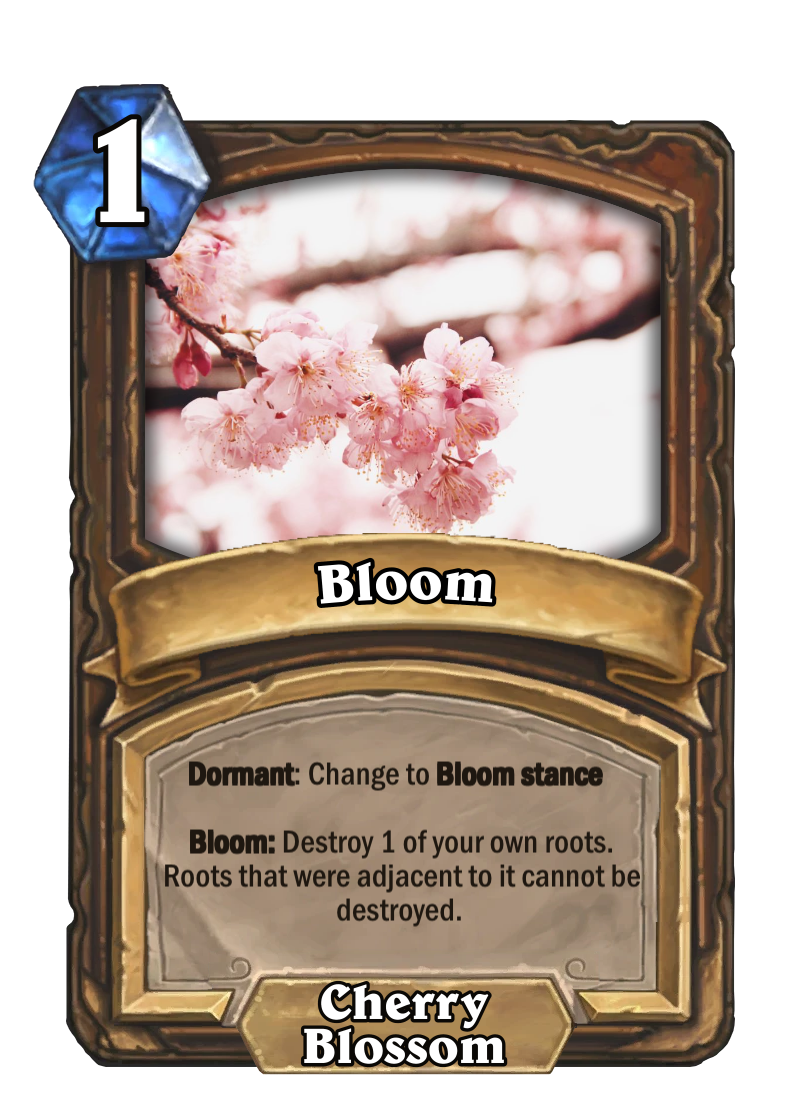 1
Bloom
Dormant: Change to Bloom stance
Bloom: Destroy 1 of your own roots.
Roots that were adjacent to it cannot be
destroyed.
Cherry
Blossom